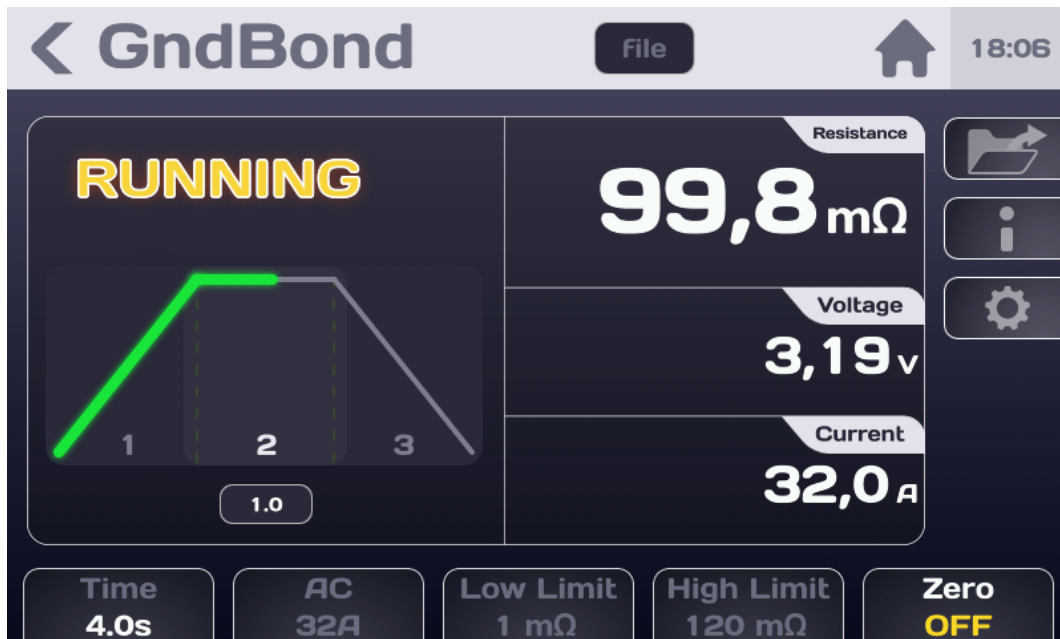 GndBond
File
18:06
RUNNING
Resistance
99,8 mΩ
Voltage
3,19 V
Current
32,0 A
1
2
3
1.0
Time
4.0s
AC
32A
Low Limit
1 mΩ
High Limit
120 mΩ
Zero
OFF